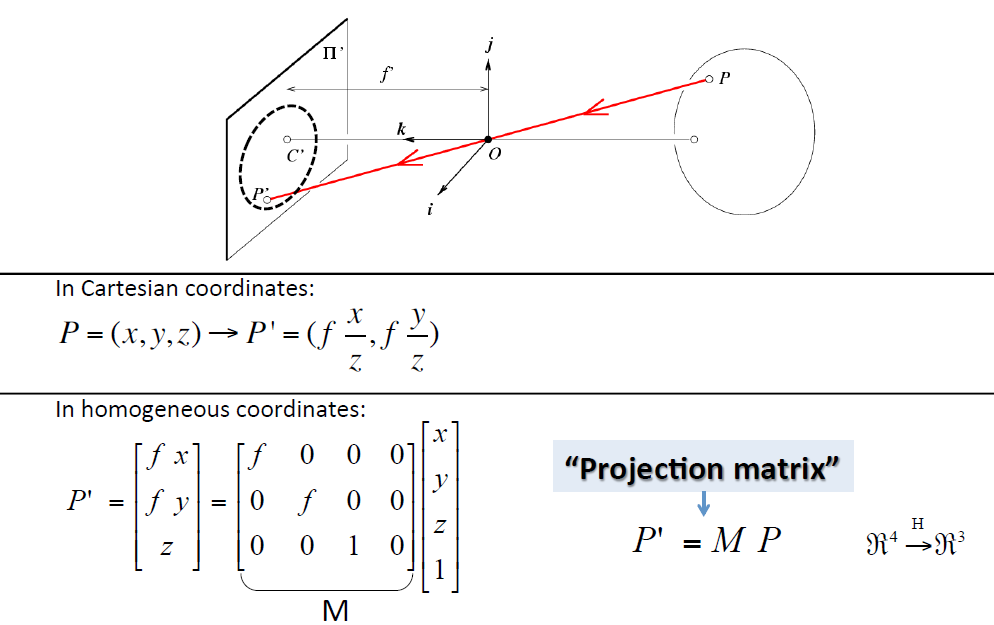 Π'
j
f'
P
k
C'
O
P'
i
In Cartesian coordinates:
P = (x, y, z) → P' = (f x/z, f y/z)
In homogeneous coordinates:
P' = [f x; f y; z] = [f 0 0 0; 0 f 0 0; 0 0 1 0] [x; y; z; 1]
M
“Projection matrix”
P' = M P
ℜ⁴ →ᴴ ℜ³